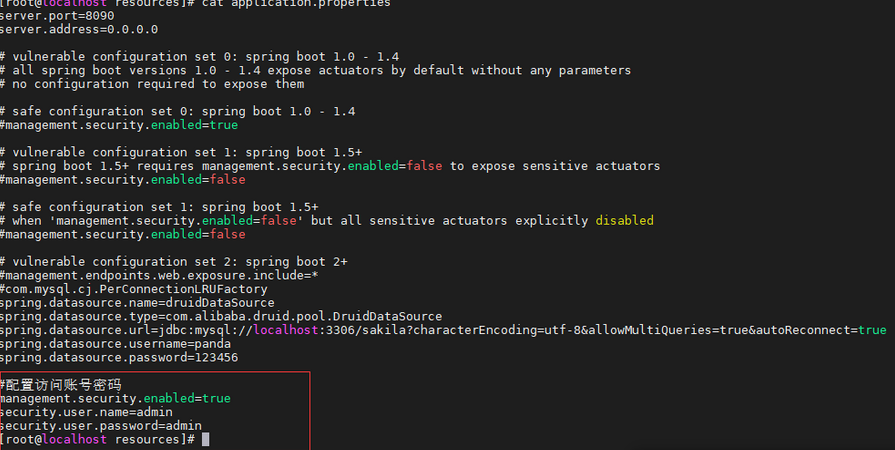 [root@localhost resources]# cat application.properties
server.port=8090
server.address=0.0.0.0
# vulnerable configuration set 0: spring boot 1.0 - 1.4
# all spring boot versions 1.0 - 1.4 expose actuators by default without any parameters
# no configuration required to expose them
# safe configuration set 0: spring boot 1.0 - 1.4
#management.security.enabled=true
# vulnerable configuration set 1: spring boot 1.5+
# spring boot 1.5+ requires management.security.enabled=false to expose sensitive actuators
#management.security.enabled=false
# safe configuration set 1: spring boot 1.5+
# when 'management.security.enabled=false' but all sensitive actuators explicitly disabled
#management.security.enabled=false
# vulnerable configuration set 2: spring boot 2+
#management.endpoints.web.exposure.include=*
#com.mysql.cj.PerConnectionLRUFactory
spring.datasource.name=druidDataSource
spring.datasource.type=com.alibaba.druid.pool.DruidDataSource
spring.datasource.url=jdbc:mysql://localhost:3306/sakila?characterEncoding=utf-8&allowMultiQueries=true&autoReconnect=true
spring.datasource.username=panda
spring.datasource.password=123456
#配置访问账号密码
management.security.enabled=true
security.user.name=admin
security.user.password=admin
[root@localhost resources]#